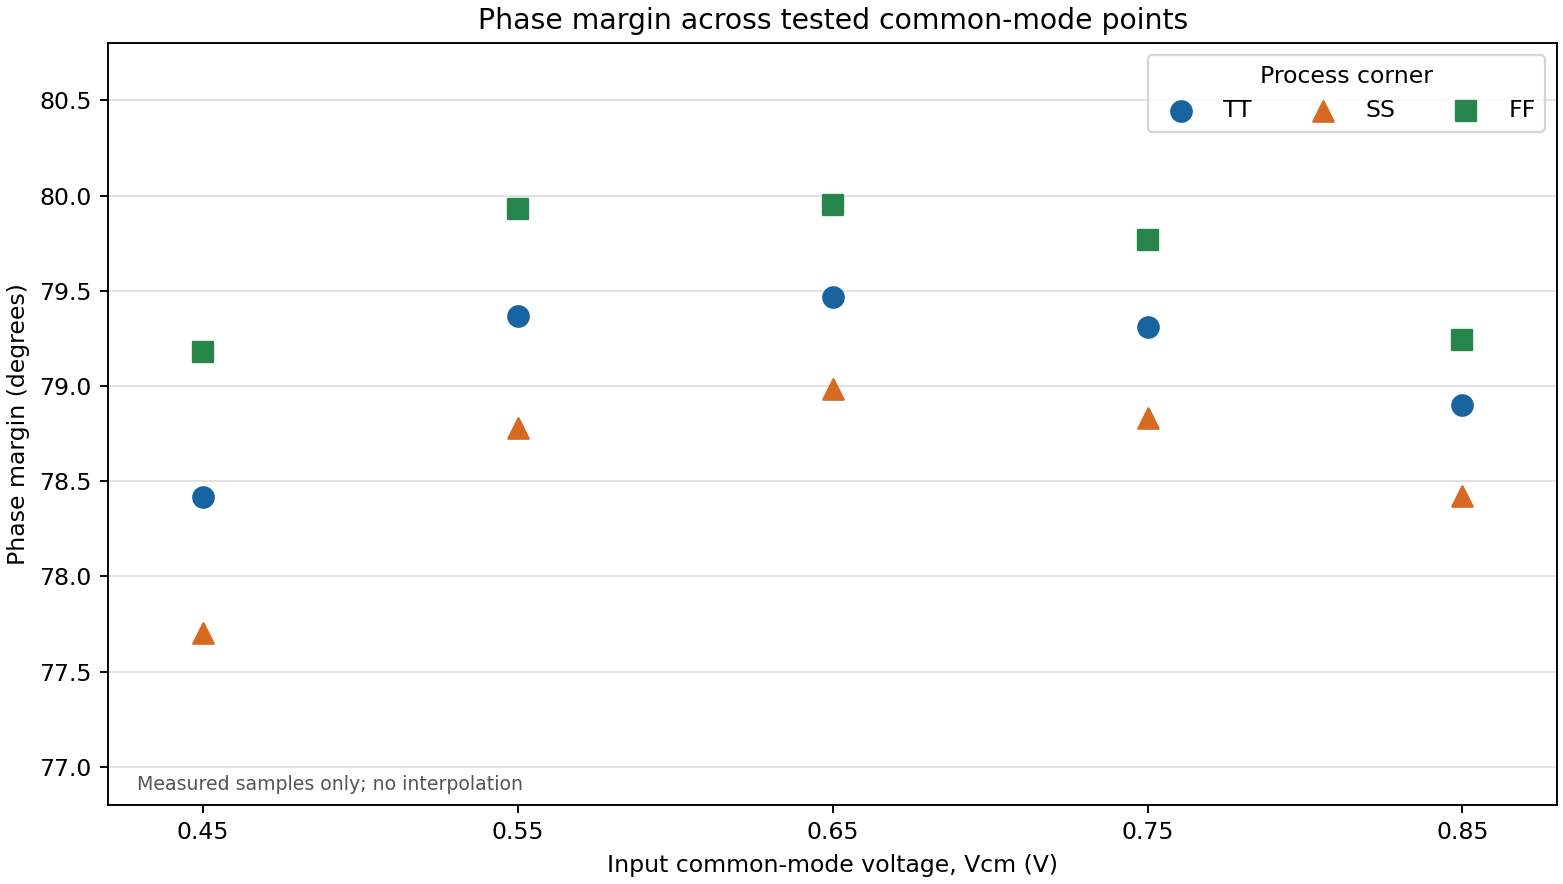 Phase margin across tested common-mode points
Process corner
TT SS FF
Phase margin (degrees)
80.5
80.0
79.5
79.0
78.5
78.0
77.5
77.0
Measured samples only; no interpolation
0.45 0.55 0.65 0.75 0.85
Input common-mode voltage, Vcm (V)